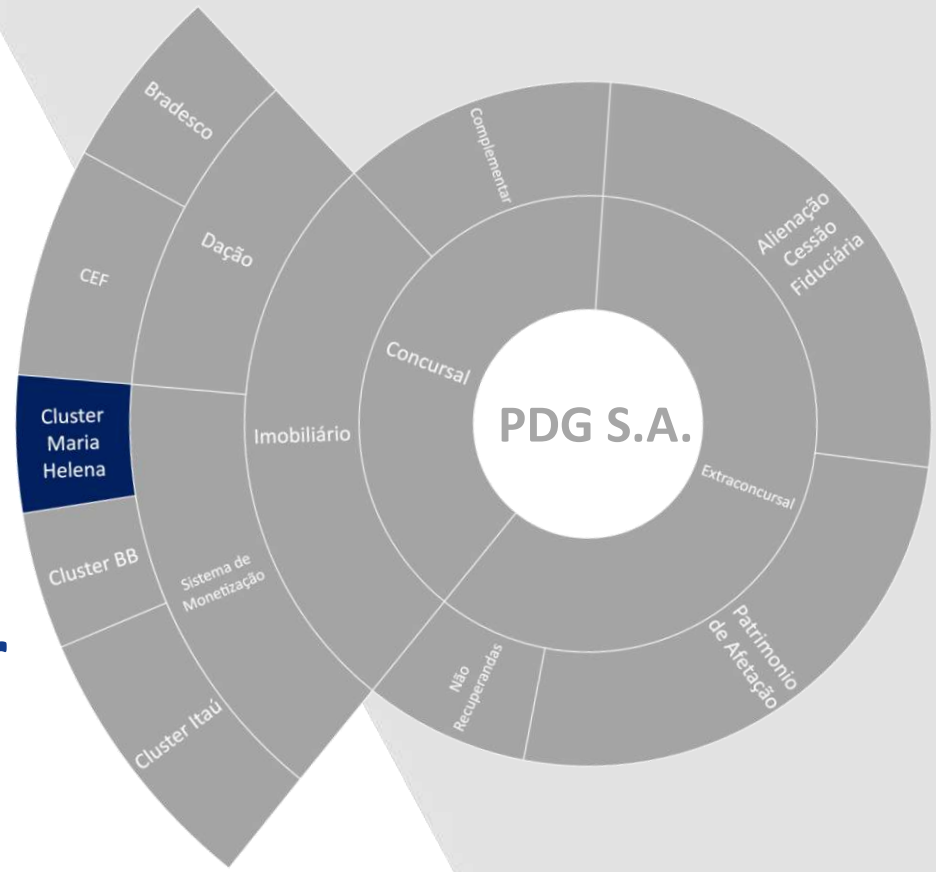 Bradesco
CEF
Cluster
Maria
Helena
Cluster BB
Cluster Itaú
Dação
Sistema de
Monetização
Imobiliário
Complementar
Concursal
PDG S.A.
Alienação
Cessão
Fiduciária
Extraconcursal
Patrimonio
de Afetação
Não
Recuperandas